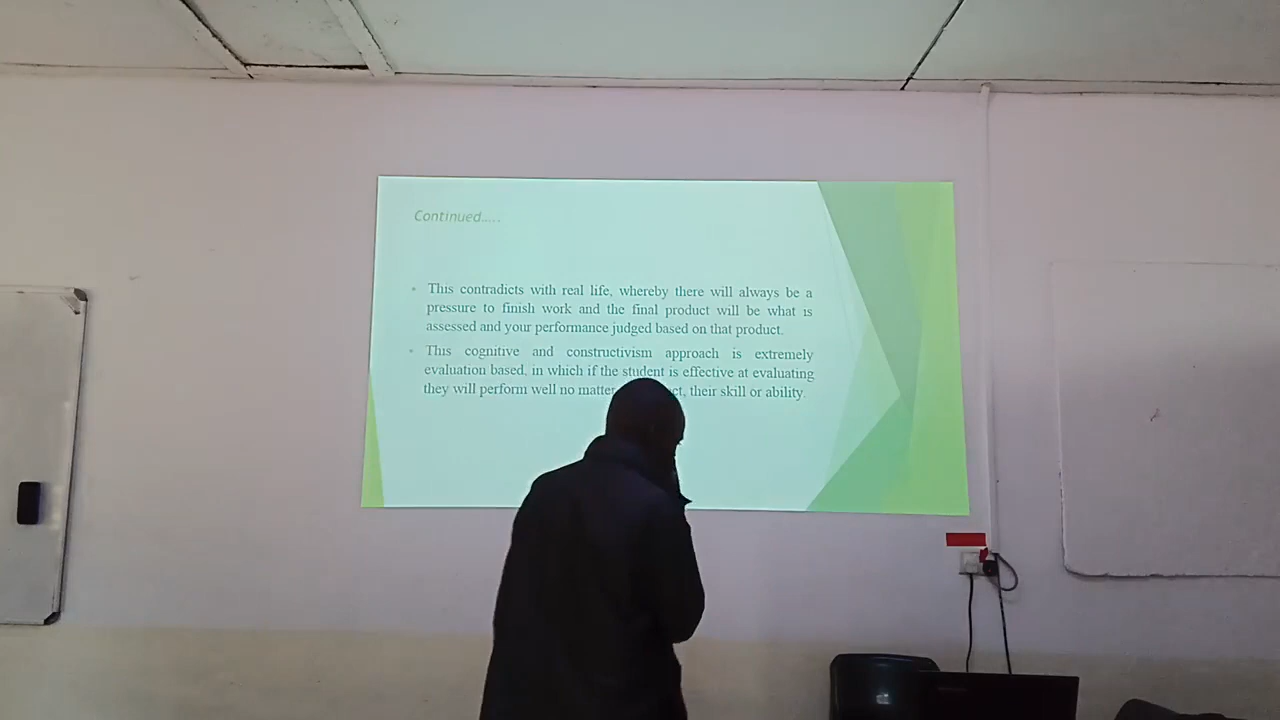 Continued.....
This contradicts with real life, whereby there will always be a
pressure to finish work and the final product will be what is
assessed and your performance judged based on that product.
This cognitive and constructivism approach is extremely
evaluation based, in which if the student is effective at evaluating
they will perform well no matter their skill or ability.